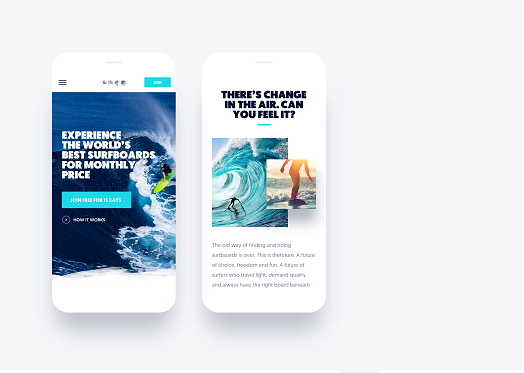 JOIN
EXPERIENCE
THE WORLD'S
BEST SURFBOARDS
FOR MONTHLY
PRICE
JOIN FREE FOR 15 DAYS
HOW IT WORKS
THERE'S CHANGE
IN THE AIR. CAN
YOU FEEL IT?
The old way of finding and riding
surfboards is over. This is thefuture. A future
of choice, freedom and fun. A future of
surfers who travel light, demand quality
and always have the right board beneath